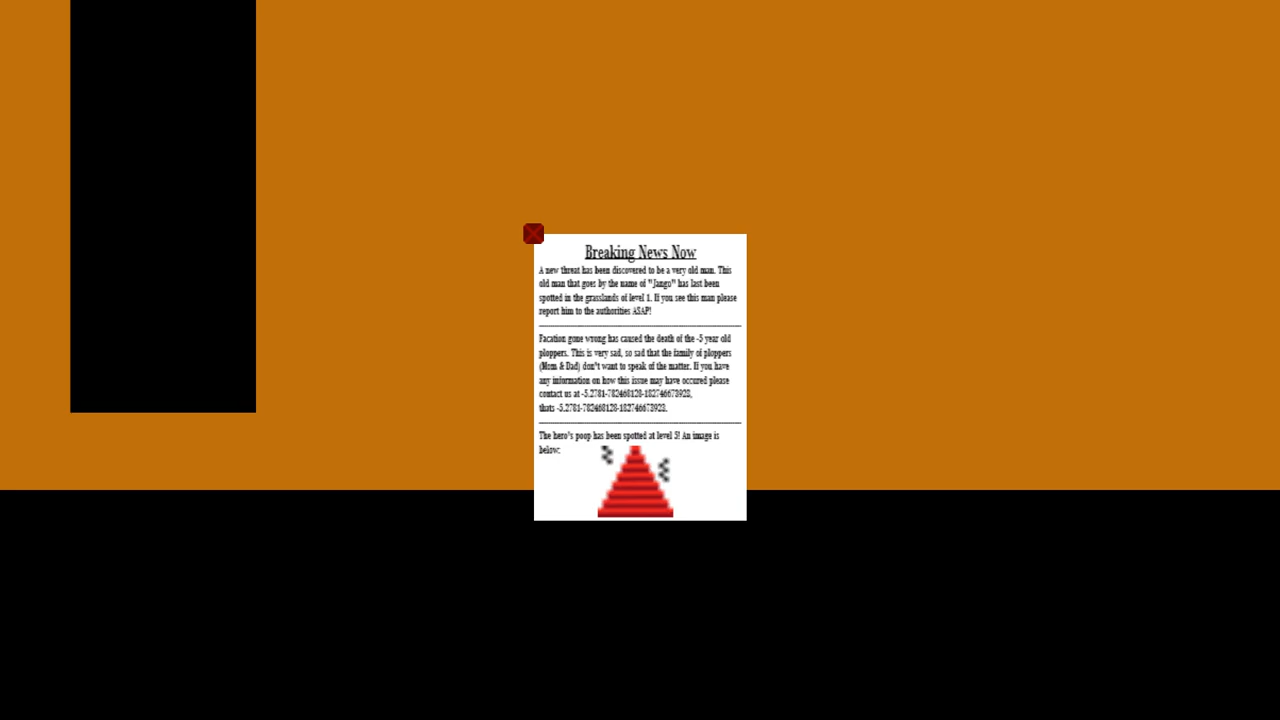 Breaking News Now
A new threat has been discovered to be a very old man. This
old man that goes by the name of "Jango" has last been
spotted in the grasslands of level 1. If you see this man please
report him to the authorities ASAP!
Facation gone wrong has caused the death of the -5 year old
ploppers. This is very sad, so sad that the family of ploppers
(Mom & Dad) don't want to speak of the matter. If you have
any information on how this issue may have occured please
contact us at -5.2781-782468128-182746673923,
thats -5.2781-782468128-182746673923.
The hero's poop has been spotted at level 5! An image is
below: